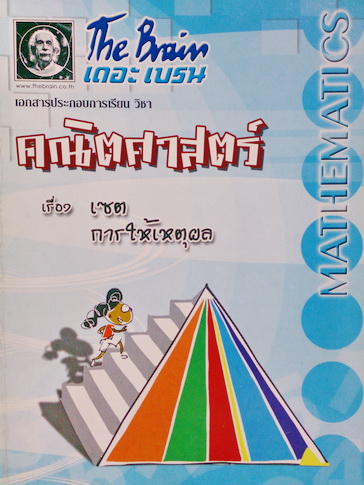 The Brain
เดอะ เบรน
www.thebrain.co.th
เอกสารประกอบการเรียน วิชา
คณิตศาสตร์
เรื่อง เซต
การให้เหตุผล
MATHEMATICS